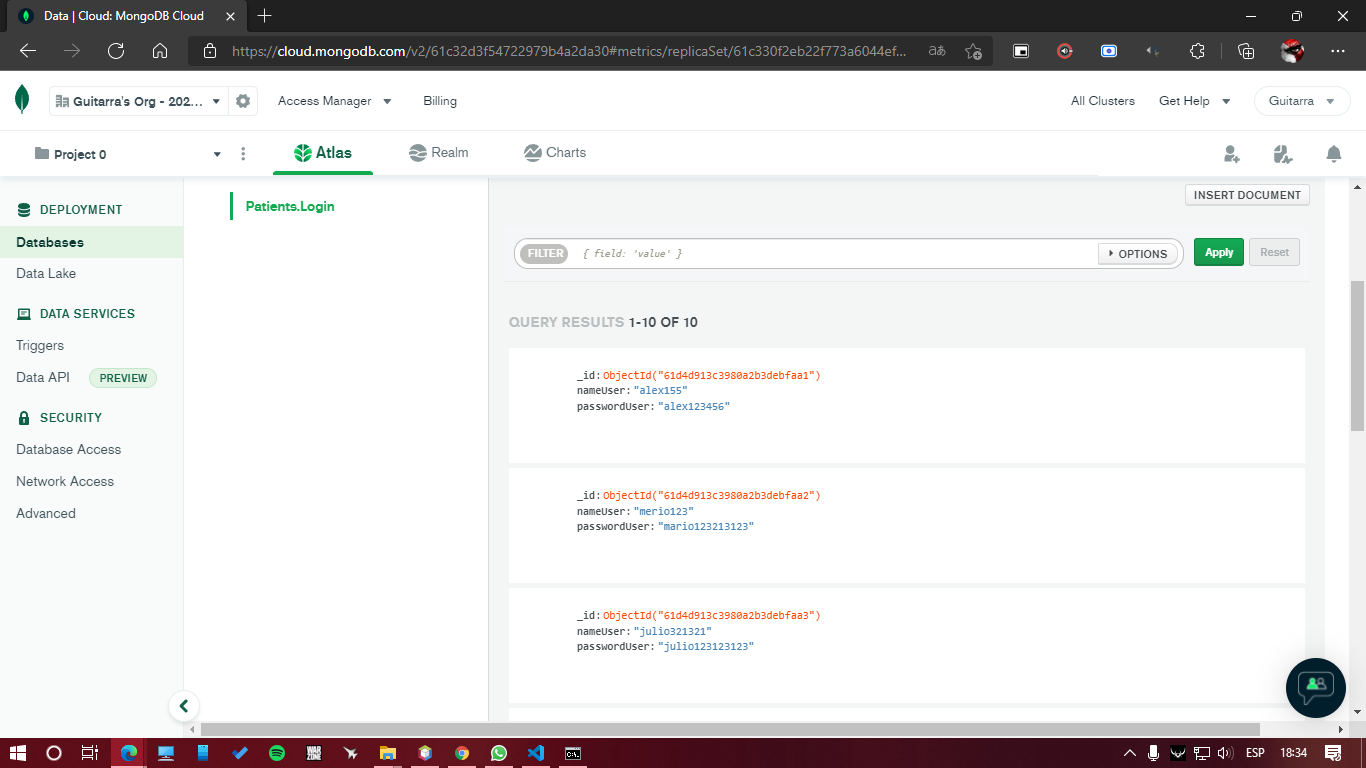 Data | Cloud: MongoDB Cloud
https://cloud.mongodb.com/v2/61c32d3f54722979b4a2da30#metrics/replicaSet/61c330f2eb22f773a6044ef...
Guitarra's Org - 202...
Access Manager
Billing
All Clusters
Get Help
Guitarra
Project 0
Atlas
Realm
Charts
DEPLOYMENT
Databases
Data Lake
DATA SERVICES
Triggers
Data API PREVIEW
SECURITY
Database Access
Network Access
Advanced
Patients.Login
INSERT DOCUMENT
FILTER { field: 'value' } OPTIONS Apply Reset
QUERY RESULTS 1-10 OF 10
_id: ObjectId("61d4d913c3980a2b3debfaa1")
nameUser: "alex155"
passwordUser: "alex123456"
_id: ObjectId("61d4d913c3980a2b3debfaa2")
nameUser: "merio123"
passwordUser: "mario123213123"
_id: ObjectId("61d4d913c3980a2b3debfaa3")
nameUser: "julio321321"
passwordUser: "julio123123123"
WAR ZONE
ESP 18:34